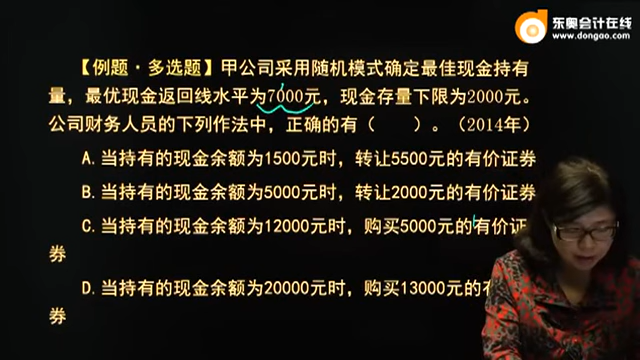 东奥会计在线
www.dongao.com
【例题·多选题】甲公司采用随机模式确定最佳现金持有
量，最优现金返回线水平为7000元，现金存量下限为2000元。
公司财务人员的下列作法中，正确的有（　　）。（2014年）
A.当持有的现金余额为1500元时，转让5500元的有价证券
B.当持有的现金余额为5000元时，转让2000元的有价证券
C.当持有的现金余额为12000元时，购买5000元的有价证
券
D.当持有的现金余额为20000元时，购买13000元的有
券